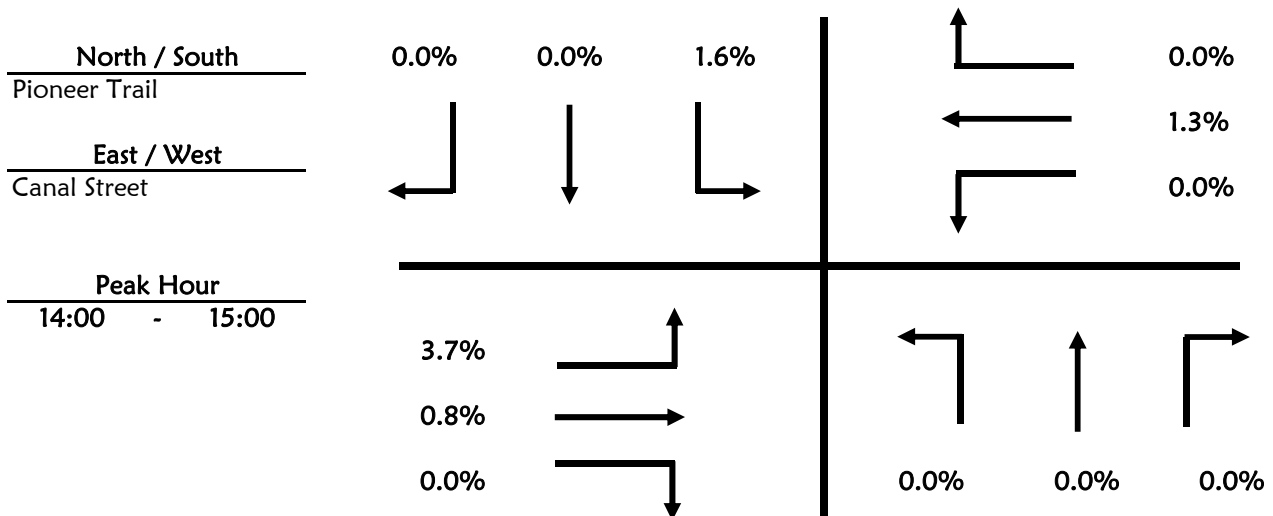 North / South
Pioneer Trail
East / West
Canal Street
Peak Hour
14:00 - 15:00
0.0% 0.0% 1.6%
0.0%
1.3%
0.0%
3.7%
0.8%
0.0%
0.0% 0.0% 0.0%